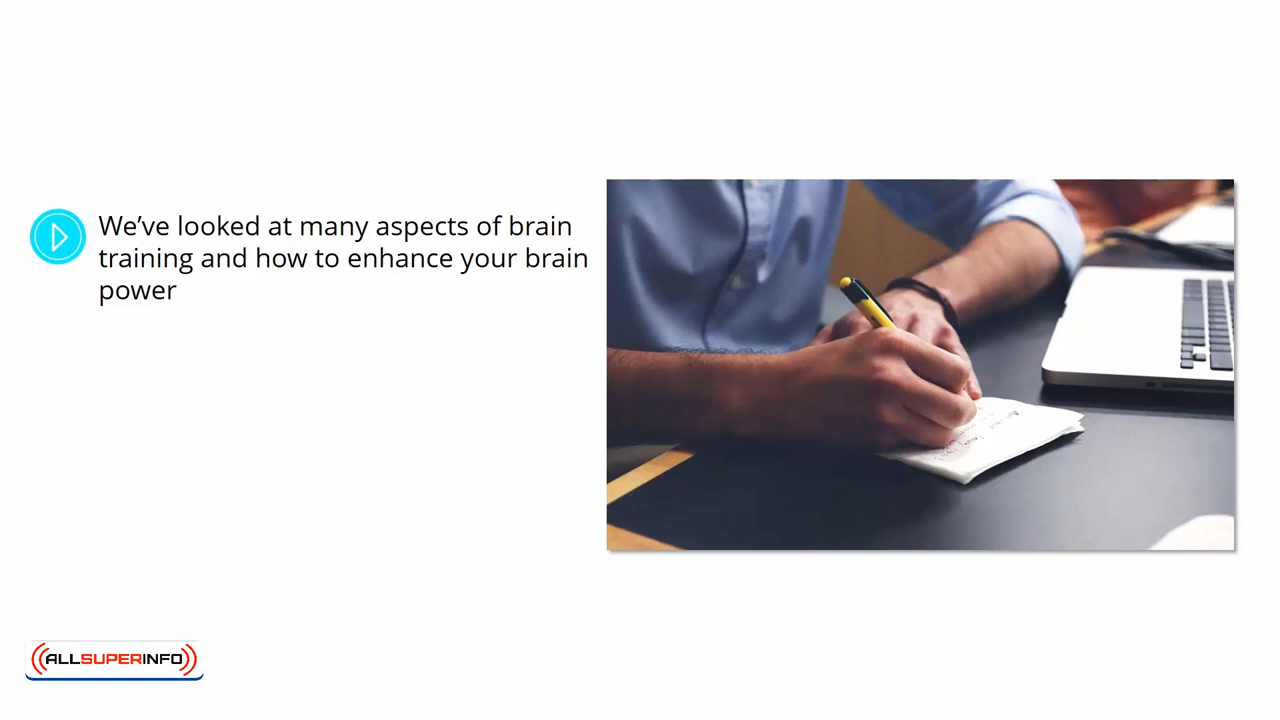 We’ve looked at many aspects of brain
training and how to enhance your brain
power
ALLSUPERINFO